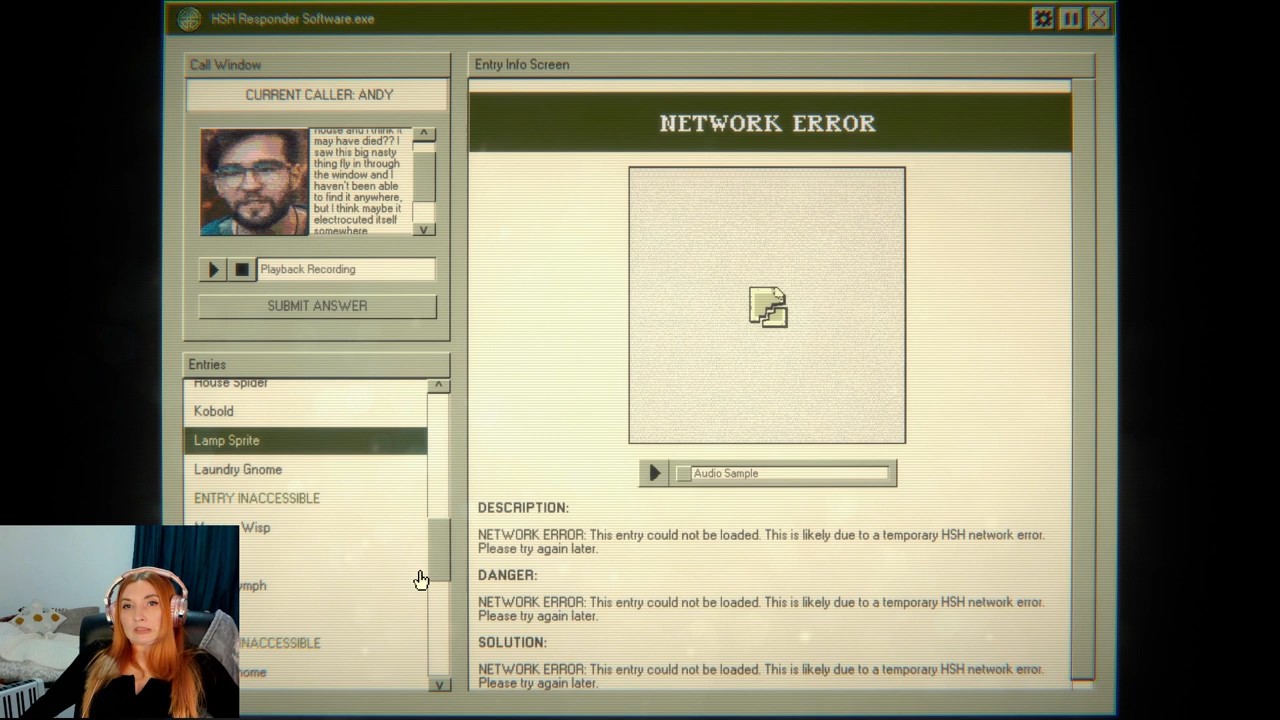 HSH Responder Software.exe
Call Window
CURRENT CALLER: ANDY
house and I think it
may have died?? I
saw this big nasty
thing fly in through
the window and I
haven't been able
to find it anywhere,
but I think maybe it
electrocuted itself
somewhere
Playback Recording
SUBMIT ANSWER
Entries
House Spider
Kobold
Lamp Sprite
Laundry Gnome
ENTRY INACCESSIBLE
Wisp
ymph
INACCESSIBLE
nome
Entry Info Screen
NETWORK ERROR
Audio Sample
DESCRIPTION:
NETWORK ERROR: This entry could not be loaded. This is likely due to a temporary HSH network error.
Please try again later.
DANGER:
NETWORK ERROR: This entry could not be loaded. This is likely due to a temporary HSH network error.
Please try again later.
SOLUTION:
NETWORK ERROR: This entry could not be loaded. This is likely due to a temporary HSH network error.
Please try again later.